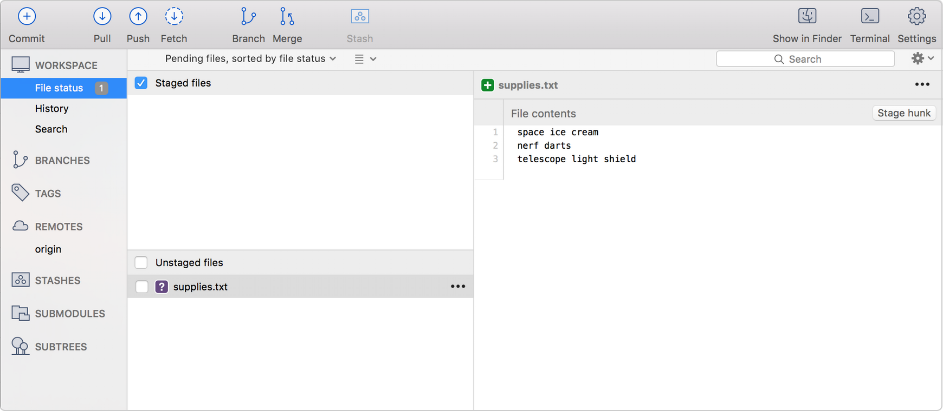 Commit Pull Push Fetch Branch Merge Stash Show in Finder Terminal Settings
WORKSPACE
File status 1
History
Search
BRANCHES
TAGS
REMOTES
origin
STASHES
SUBMODULES
SUBTREES
Pending files, sorted by file status
Search
Staged files
Unstaged files
? supplies.txt
supplies.txt
File contents Stage hunk
1 space ice cream
2 nerf darts
3 telescope light shield